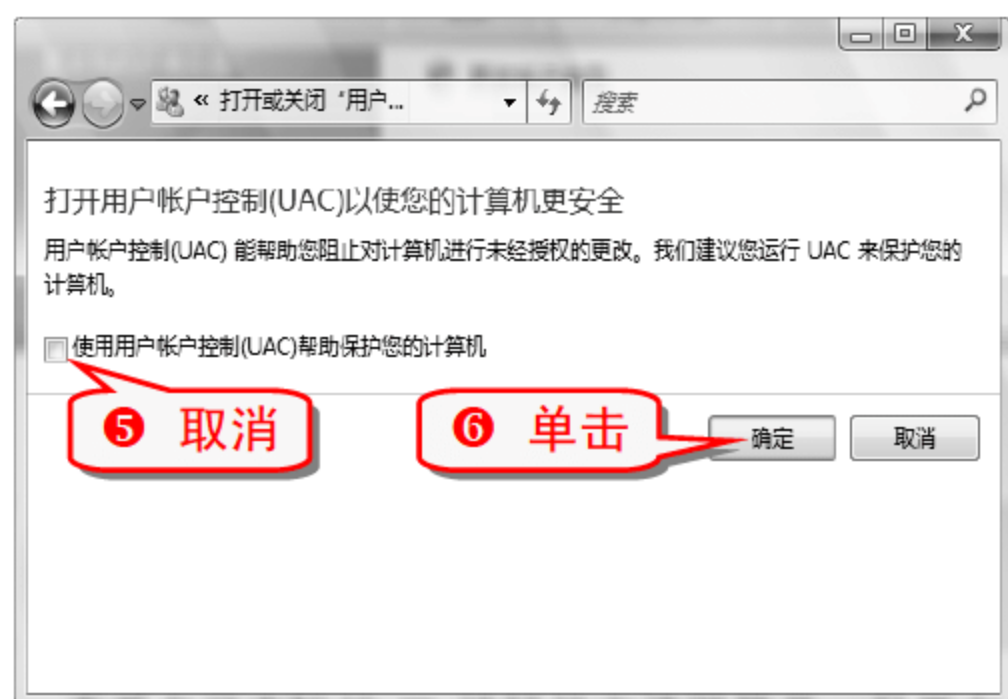 « 打开或关闭“用户...
搜索
打开用户帐户控制(UAC)以使您的计算机更安全
用户帐户控制(UAC) 能帮助您阻止对计算机进行未经授权的更改。我们建议您运行 UAC 来保护您的
计算机。
使用用户帐户控制(UAC)帮助保护您的计算机
❺ 取消
❻ 单击
确定
取消